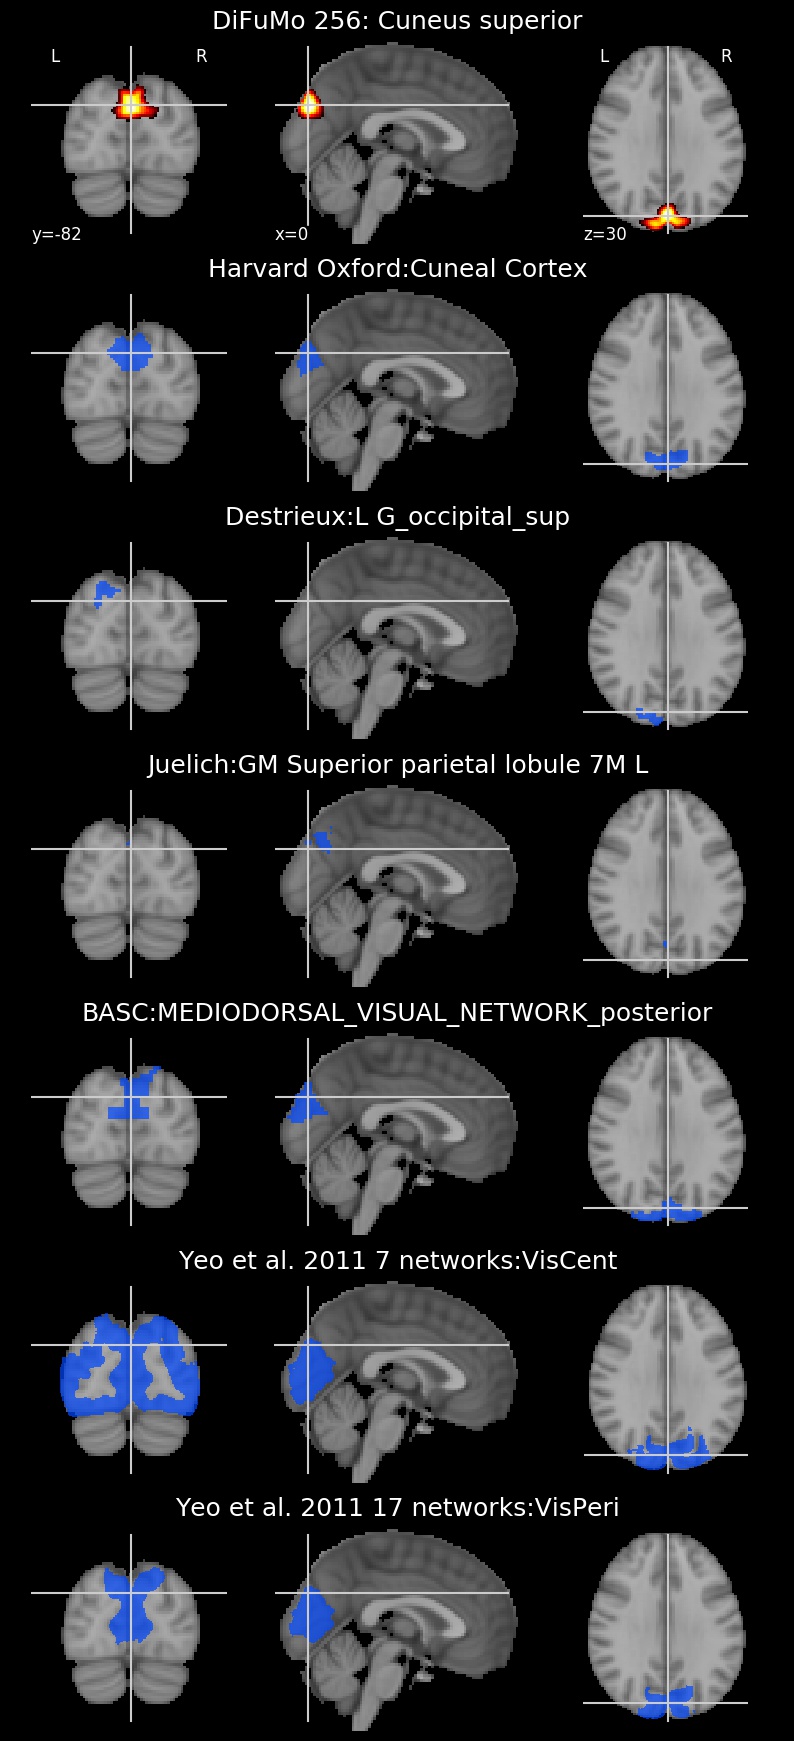 DiFuMo 256: Cuneus superior
L R L R
y=-82 x=0 z=30
Harvard Oxford:Cuneal Cortex
Destrieux:L G_occipital_sup
Juelich:GM Superior parietal lobule 7M L
BASC:MEDIODORSAL_VISUAL_NETWORK_posterior
Yeo et al. 2011 7 networks:VisCent
Yeo et al. 2011 17 networks:VisPeri